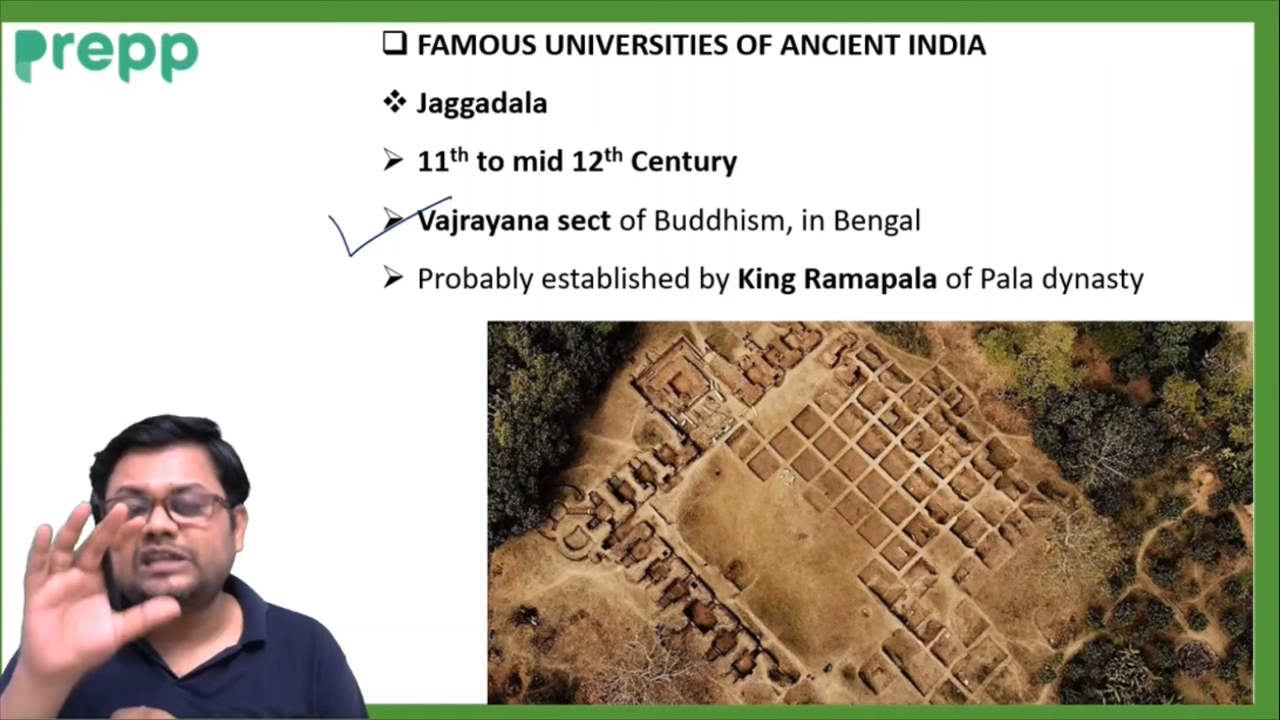 prepp
❑ FAMOUS UNIVERSITIES OF ANCIENT INDIA
❖ Jaggadala
➢ 11th to mid 12th Century
➢ Vajrayana sect of Buddhism, in Bengal
➢ Probably established by King Ramapala of Pala dynasty